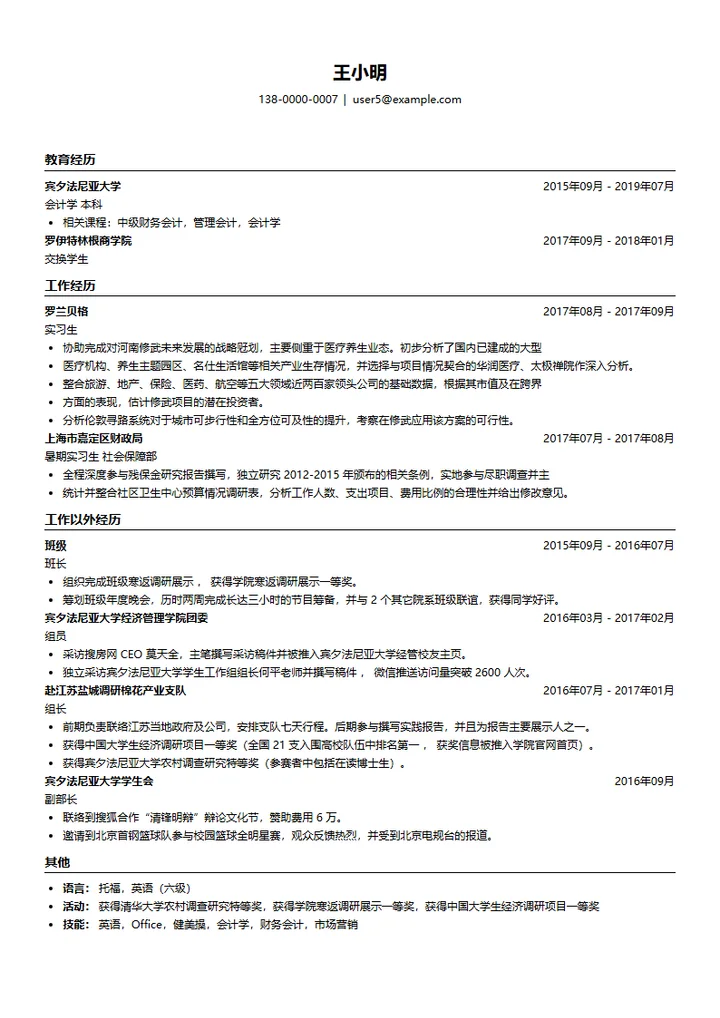 王小明
138-0000-0007 | user5@example.com
教育经历
宾夕法尼亚大学 2015年09月 - 2019年07月
会计学 本科
• 相关课程：中级财务会计，管理会计，会计学
罗伊特林根商学院 2017年09月 - 2018年01月
交换学生
工作经历
罗兰贝格 2017年08月 - 2017年09月
实习生
• 协助完成对河南修武未来发展的战略冠划，主要侧重于医疗养生业态。初步分析了国内已建成的大型
• 医疗机构、养生主题园区、名仕生活馆等相关产业生存情况，并选择与项目情况契合的华润医疗、太极禅院作深入分析。
• 整合旅游、地产、保险、医药、航空等五大领域近两百家领头公司的基础数据，根据其市值及在跨界
• 方面的表现，估计修武项目的潜在投资者。
• 分析伦敦寻路系统对于城市可步行性和全方位可及性的提升，考察在修武应用该方案的可行性。
上海市嘉定区财政局 2017年07月 - 2017年08月
暑期实习生 社会保障部
• 全程深度参与残保金研究报告撰写，独立研究 2012-2015 年颁布的相关条例，实地参与尽职调查并主
• 统计并整合社区卫生中心预算情况调研表，分析工作人数、支出项目、费用比例的合理性并给出修改意见。
工作以外经历
班级 2015年09月 - 2016年07月
班长
• 组织完成班级寒返调研展示 ， 获得学院寒返调研展示一等奖。
• 筹划班级年度晚会，历时两周完成长达三小时的节目筹备，并与 2 个其它院系班级联谊，获得同学好评。
宾夕法尼亚大学经济管理学院团委 2016年03月 - 2017年02月
组员
• 采访搜房网 CEO 莫天全，主笔撰写采访稿件并被推入宾夕法尼亚大学经管校友主页。
• 独立采访宾夕法尼亚大学学生工作组组长何平老师并撰写稿件 ， 微信推送访问量突破 2600 人次。
赴江苏盐城调研棉花产业支队 2016年07月 - 2017年01月
组长
• 前期负责联络江苏当地政府及公司，安排支队七天行程。后期参与撰写实践报告，并且为报告主要展示人之一。
• 获得中国大学生经济调研项目一等奖（全国 21 支入围高校队伍中排名第一 ， 获奖信息被推入学院官网首页）。
• 获得宾夕法尼亚大学农村调查研究特等奖（参赛者中包括在读博士生）。
宾夕法尼亚大学学生会 2016年09月
副部长
• 联络到搜狐合作“清锋明辩”辩论文化节，赞助费用 6 万。
• 邀请到北京首钢篮球队参与校园篮球全明星赛，观众反馈热烈，并受到北京电规台的报道。
其他
• 语言： 托福，英语（六级）
• 活动： 获得清华大学农村调查研究特等奖，获得学院寒返调研展示一等奖，获得中国大学生经济调研项目一等奖
• 技能： 英语，Office，健美操，会计学，财务会计，市场营销